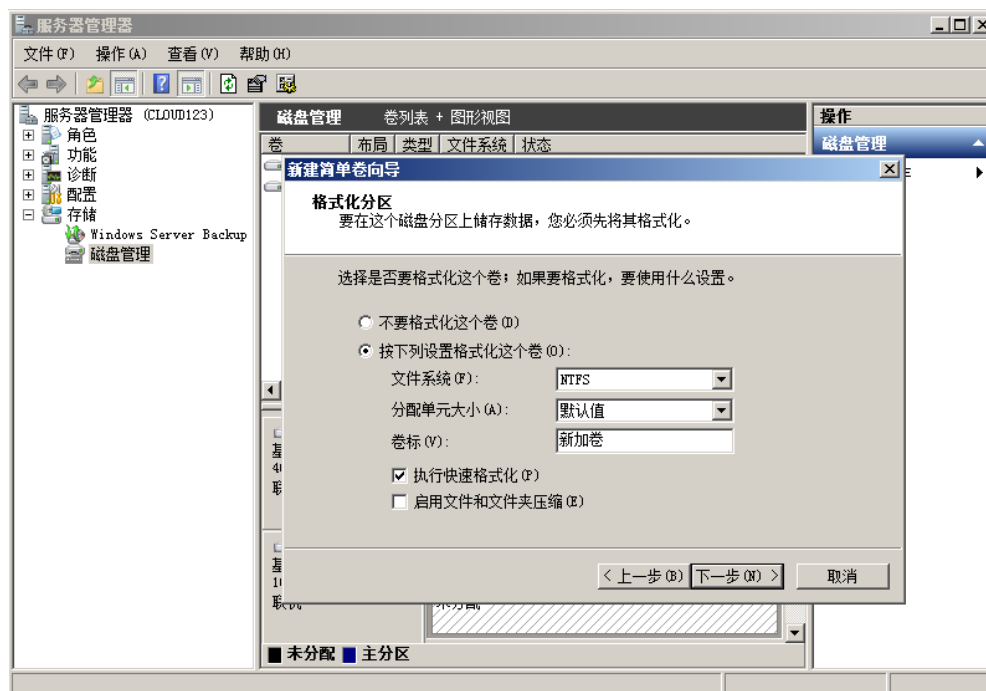 服务器管理器
文件(F) 操作(A) 查看(V) 帮助(H)
服务器管理器 (CLOUD123)
角色
功能
诊断
配置
存储
Windows Server Backup
磁盘管理
磁盘管理 卷列表 + 图形视图
卷 布局 类型 文件系统 状态
操作
磁盘管理
新建简单卷向导
格式化分区
要在这个磁盘分区上储存数据，您必须先将其格式化。
选择是否要格式化这个卷；如果要格式化，要使用什么设置。
不要格式化这个卷(D)
按下列设置格式化这个卷(O):
文件系统(F): NTFS
分配单元大小(A): 默认值
卷标(V): 新加卷
执行快速格式化(P)
启用文件和文件夹压缩(E)
< 上一步(B) 下一步(N) > 取消
未分配 主分区